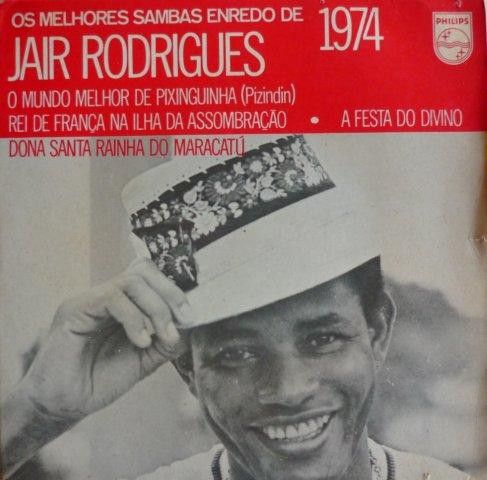 OS MELHORES SAMBAS ENREDO DE
1974
JAIR RODRIGUES
PHILIPS
O MUNDO MELHOR DE PIXINGUINHA (Pizindin)
REI DE FRANÇA NA ILHA DA ASSOMBRAÇÃO • A FESTA DO DIVINO
DONA SANTA RAINHA DO MARACATÚ